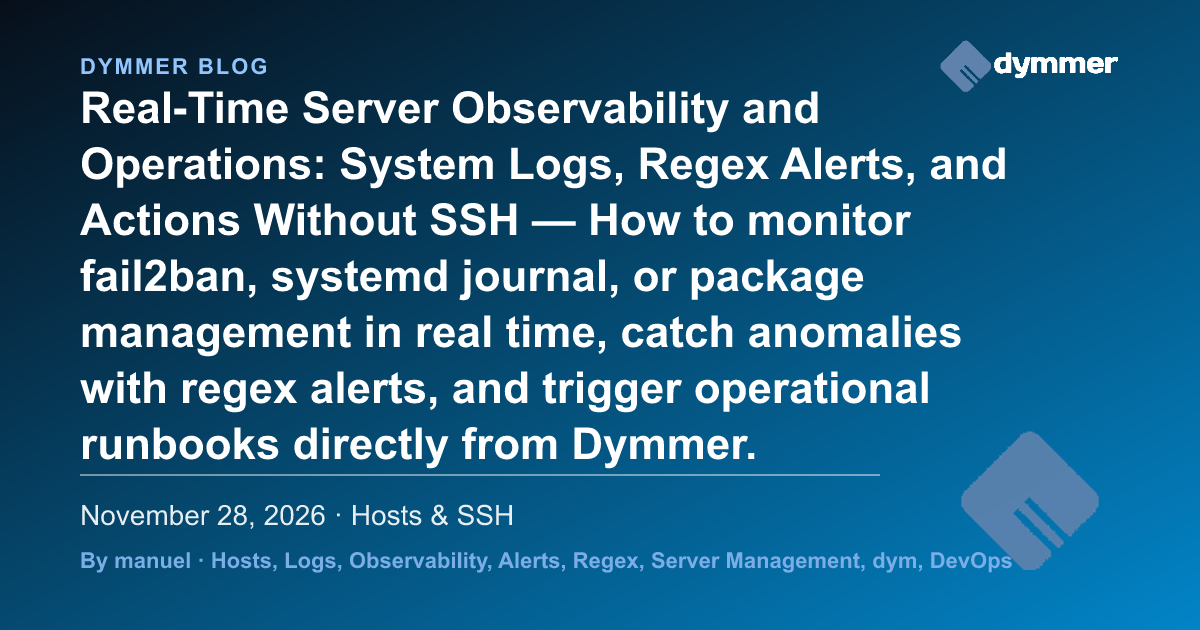 DYMMER BLOG
dymmer
Real-Time Server Observability and
Operations: System Logs, Regex Alerts, and
Actions Without SSH — How to monitor
fail2ban, systemd journal, or package
management in real time, catch anomalies
with regex alerts, and trigger operational
runbooks directly from Dymmer.
November 28, 2026 · Hosts & SSH
By manuel · Hosts, Logs, Observability, Alerts, Regex, Server Management, dym, DevOps